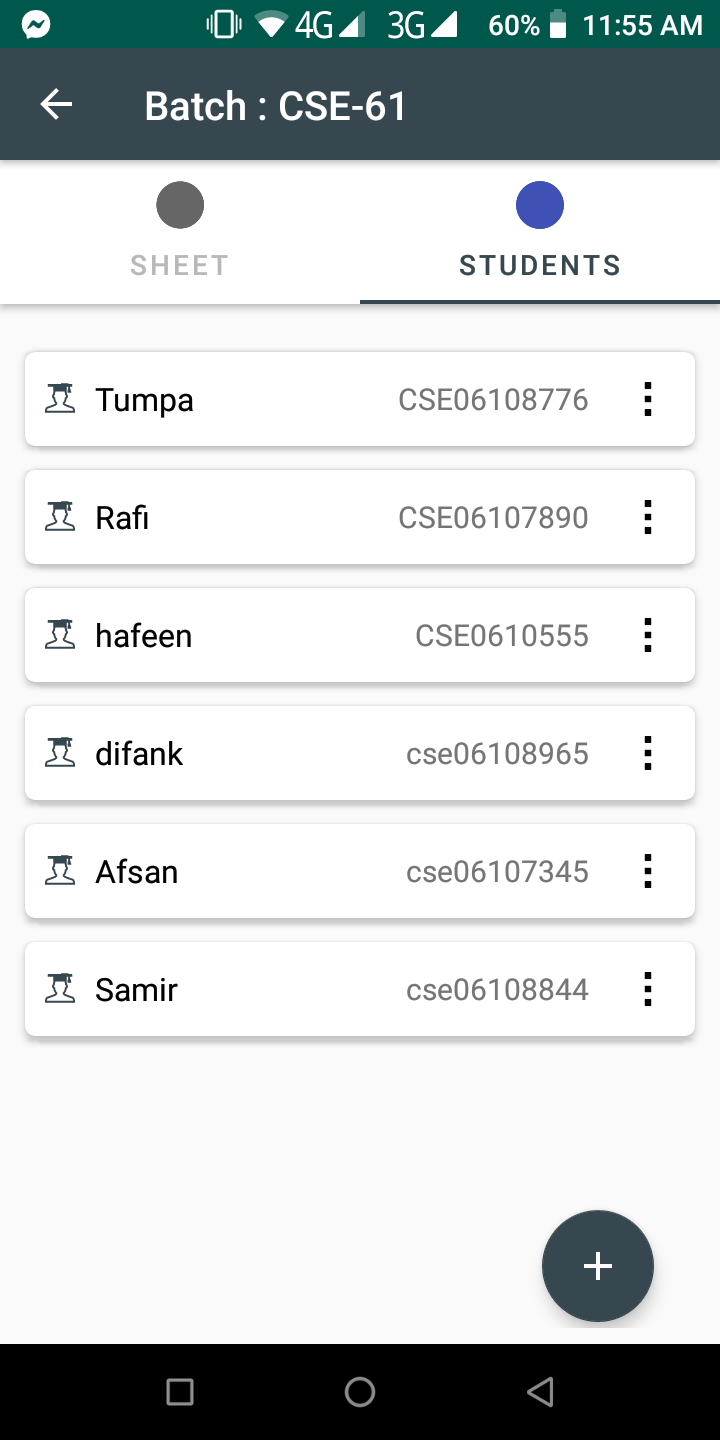 4G 3G 60% 11:55 AM
Batch : CSE-61
SHEET STUDENTS
Tumpa CSE06108776
Rafi CSE06107890
hafeen CSE0610555
difank cse06108965
Afsan cse06107345
Samir cse06108844